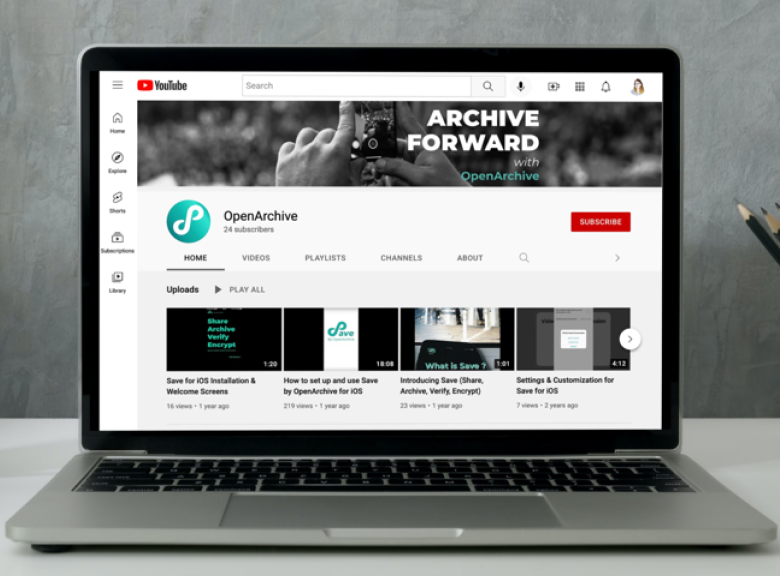 YouTube
Search
Home
Explore
Shorts
Subscriptions
Library
ARCHIVE
FORWARD
with
OpenArchive
OpenArchive
24 subscribers
SUBSCRIBE
HOME VIDEOS PLAYLISTS CHANNELS ABOUT
Uploads PLAY ALL
Share
Archive
Verify
Encrypt
1:20
Save
18:08
What is Save ?
1:01
4:12
Save for iOS Installation &
Welcome Screens
16 views • 1 year ago
How to set up and use Save
by OpenArchive for iOS
219 views • 1 year ago
Introducing Save (Share,
Archive, Verify, Encrypt)
23 views • 1 year ago
Settings & Customization for
Save for iOS
7 views • 2 years ago